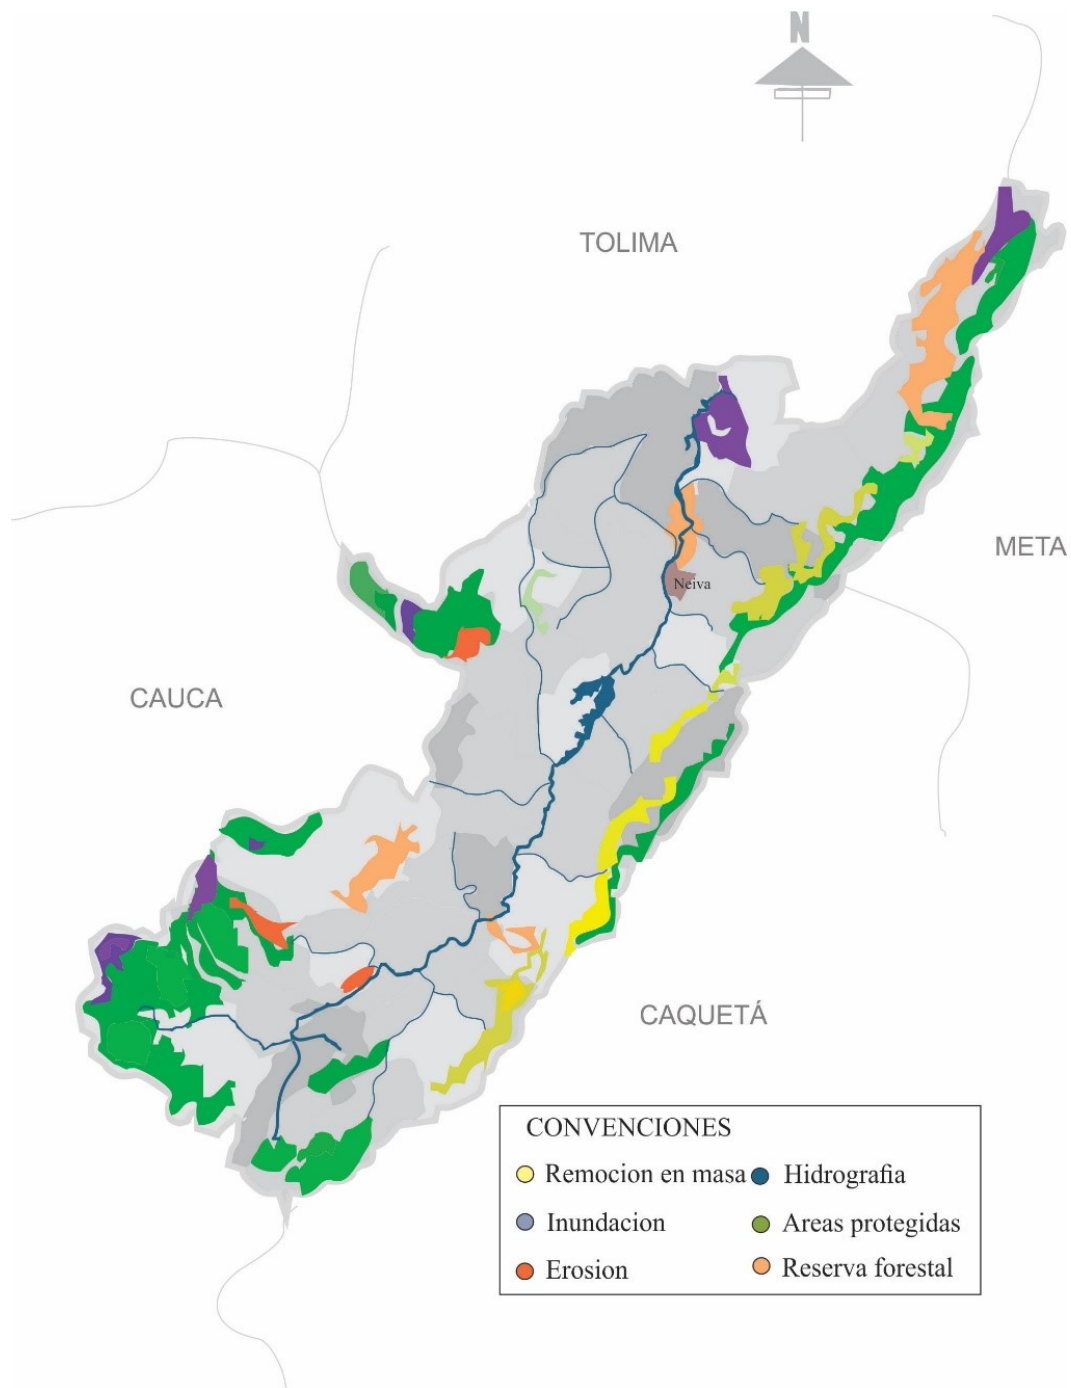 N
TOLIMA
META
Neiva
CAUCA
CAQUETÁ
CONVENCIONES
Remocion en masa
Hidrografia
Inundacion
Areas protegidas
Erosion
Reserva forestal